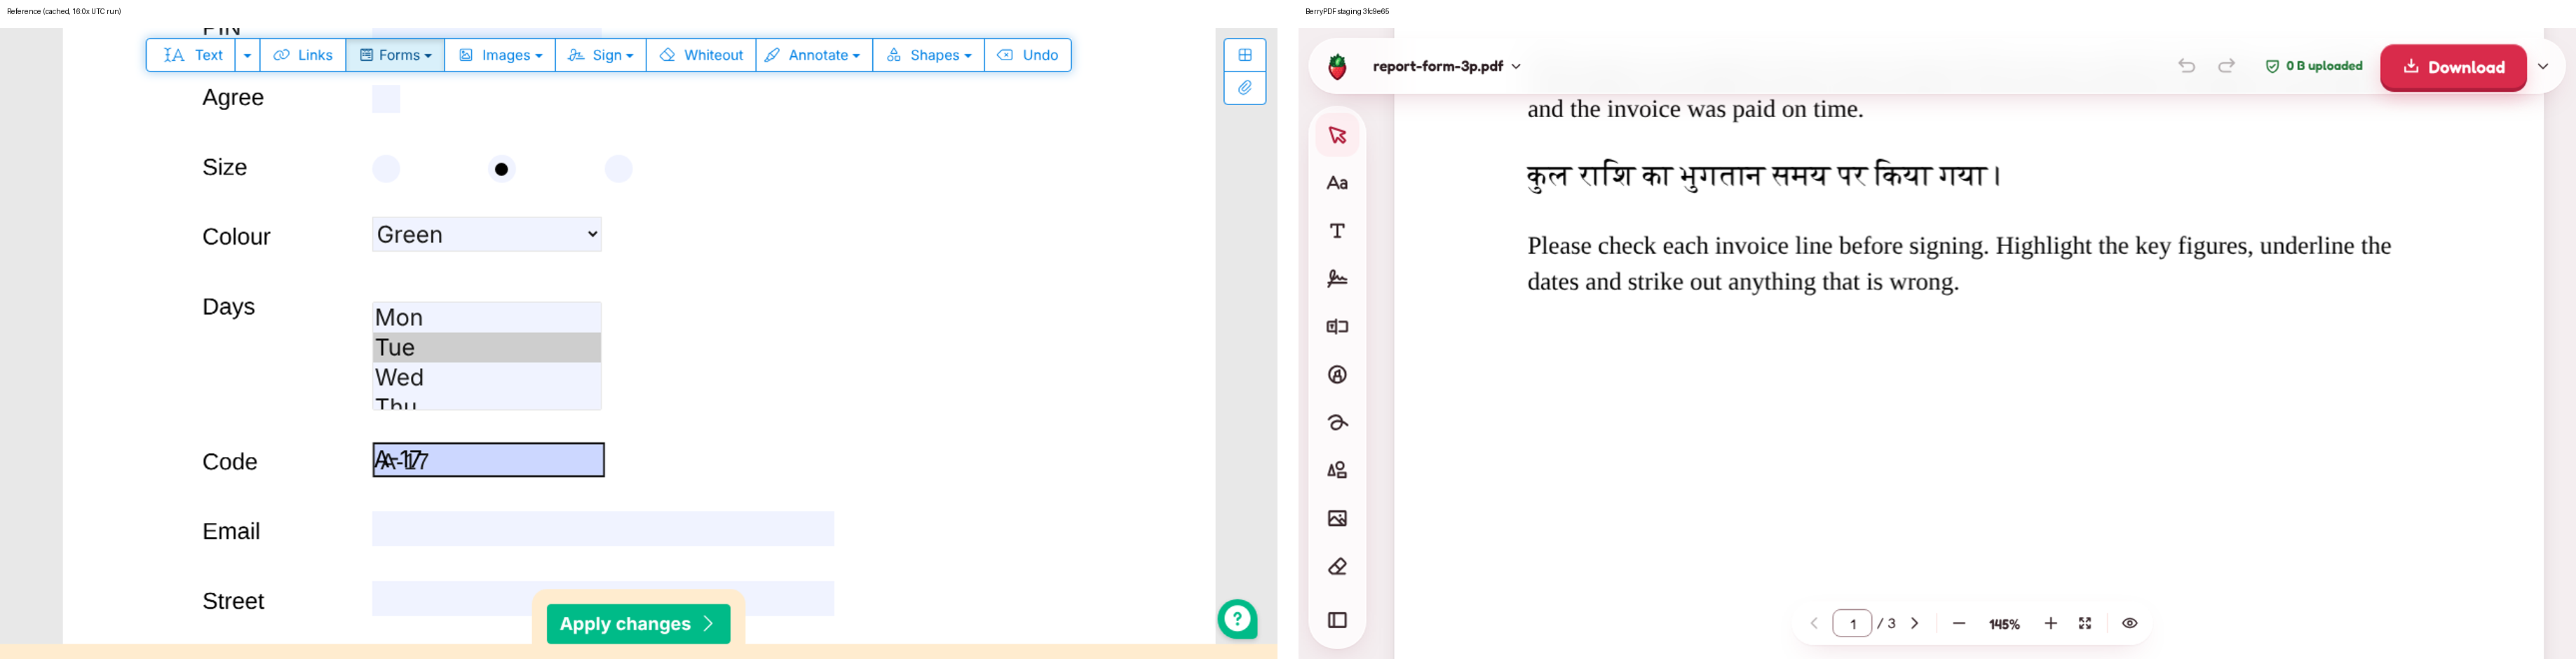 Reference (cached, 16:0x UTC run)
Text
Links
Forms
Images
Sign
Whiteout
Annotate
Shapes
Undo
Agree
Size
Colour
Green
Days
Mon
Tue
Wed
Thu
Code
A-17
A-17
Email
Street
Apply changes
?
BerryPDF staging 3fc9e65
report-form-3p.pdf
0 B uploaded
Download
Aa
T
and the invoice was paid on time.
कुल राशि का भुगतान समय पर किया गया।
Please check each invoice line before signing. Highlight the key figures, underline the
dates and strike out anything that is wrong.
1 / 3
145%